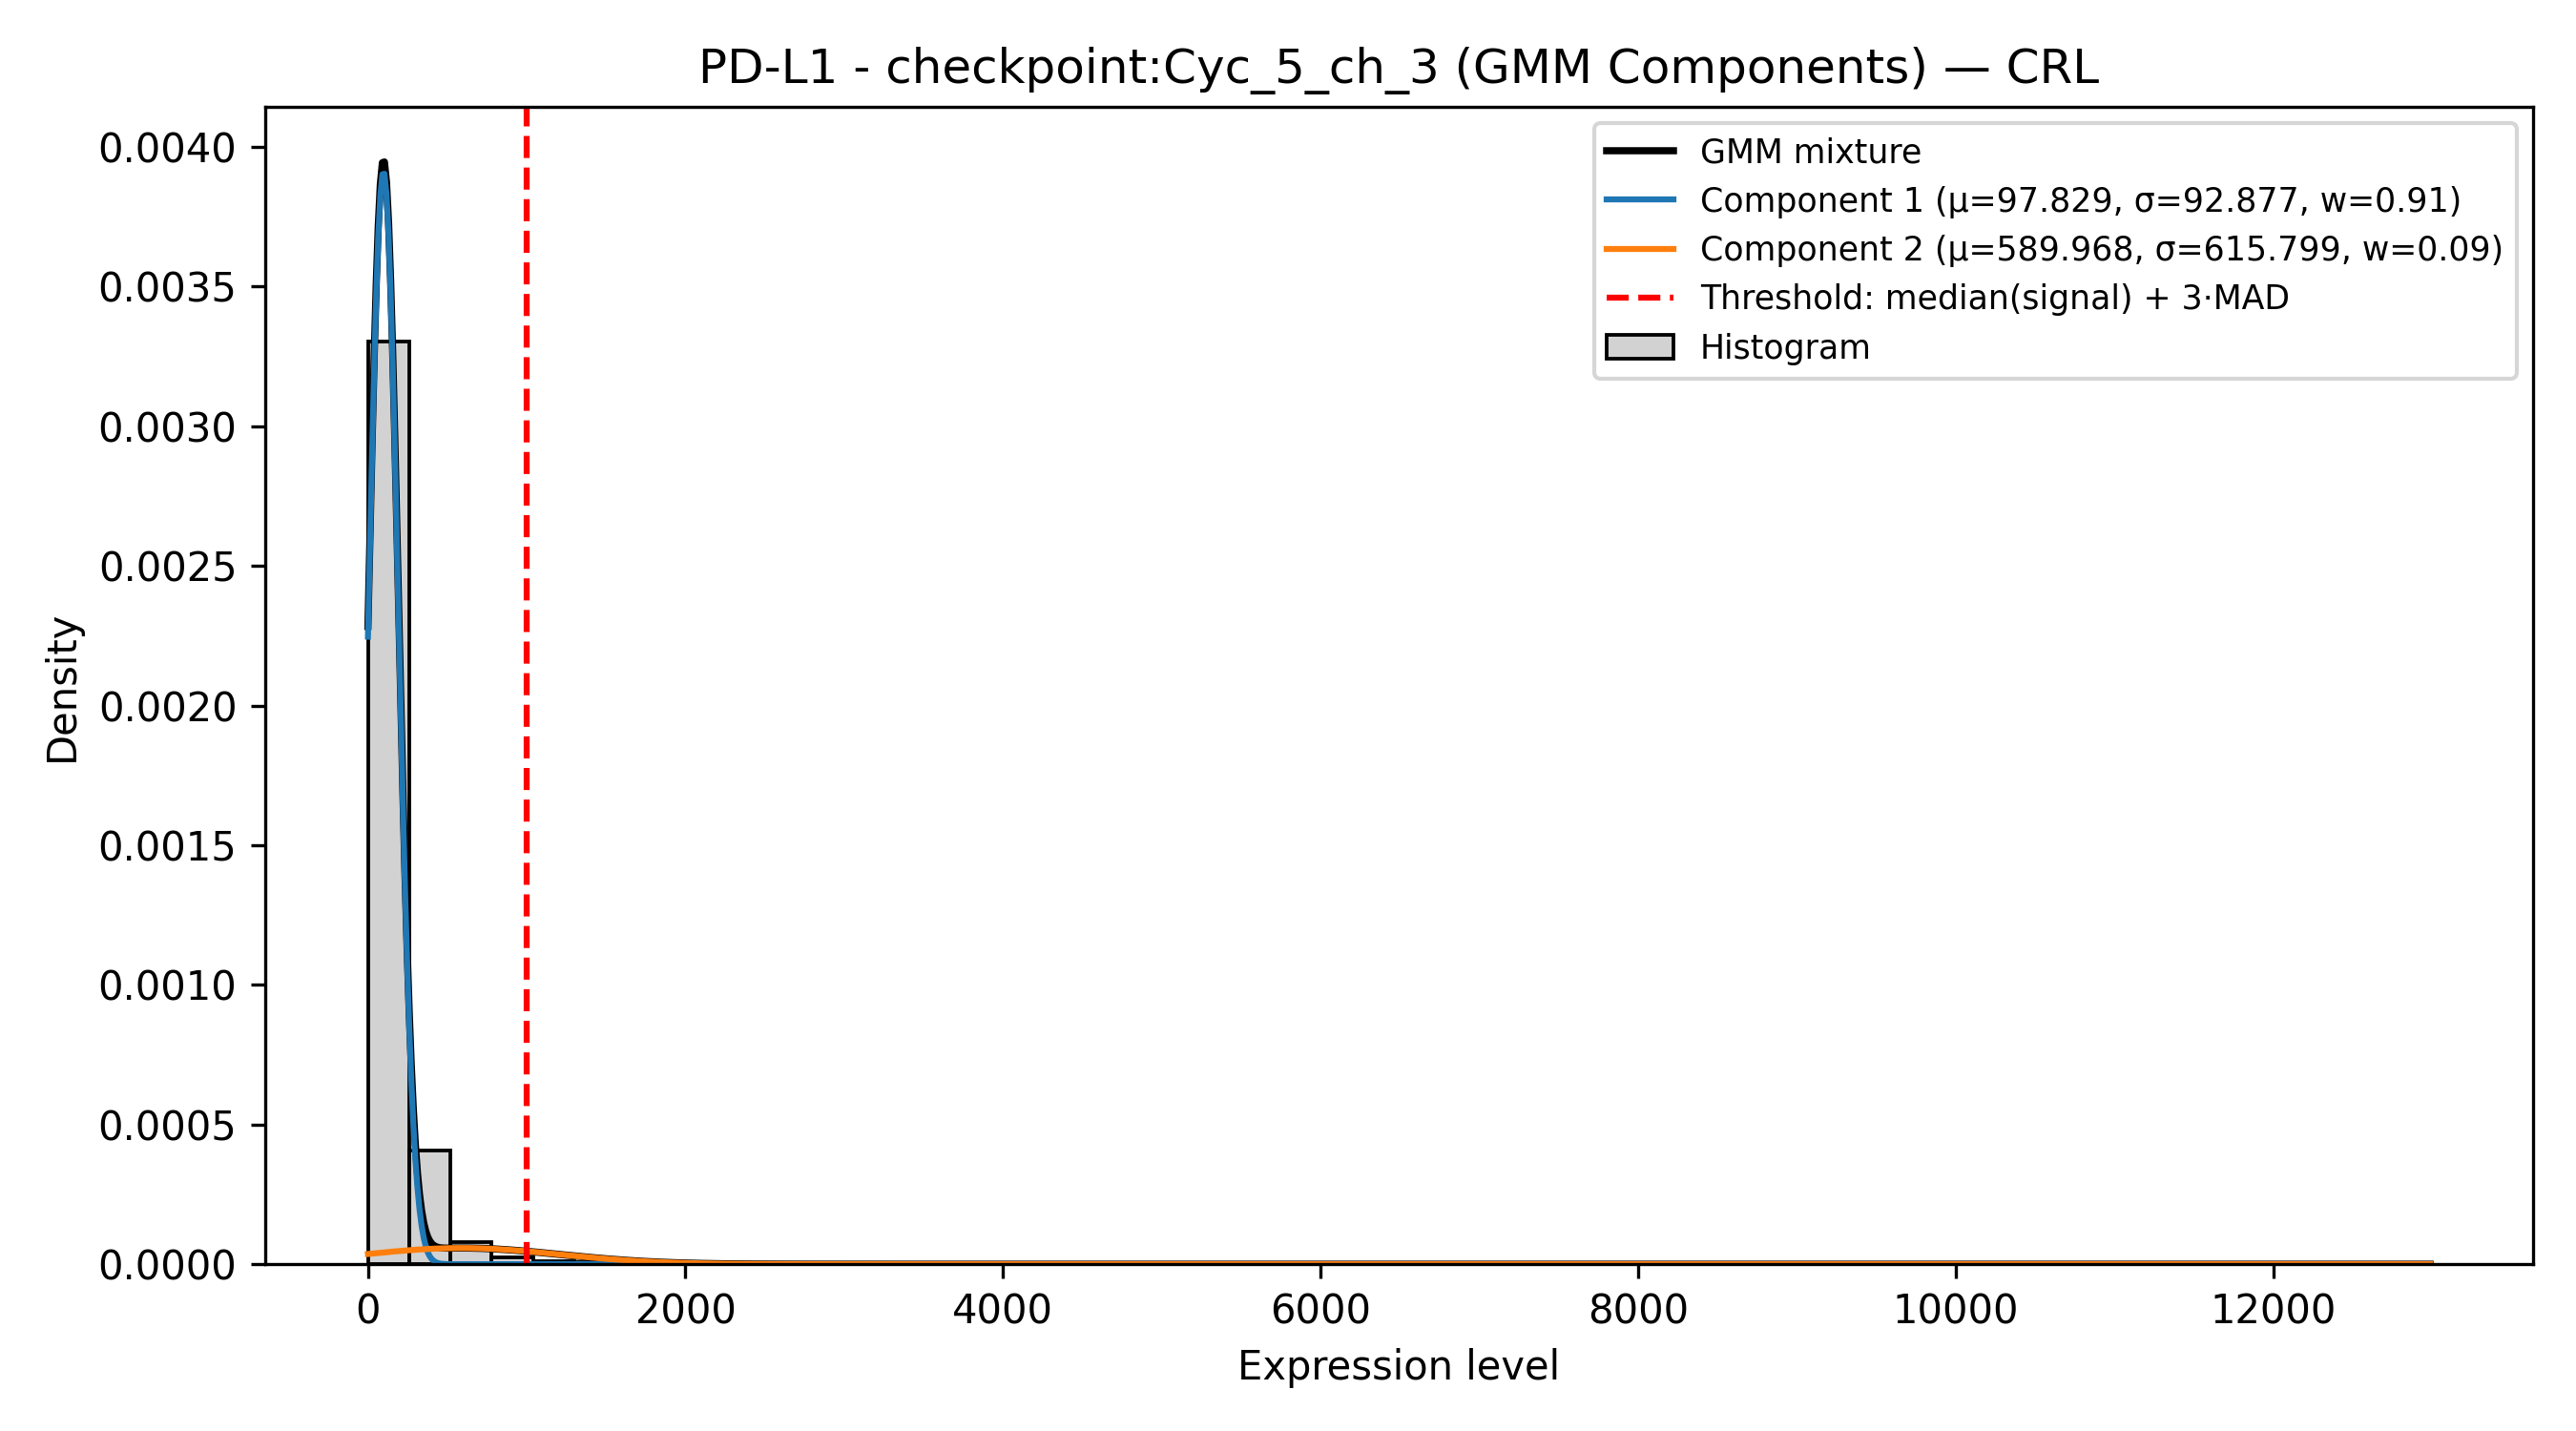 PD-L1 - checkpoint:Cyc_5_ch_3 (GMM Components) — CRL
GMM mixture
Component 1 (μ=97.829, σ=92.877, w=0.91)
Component 2 (μ=589.968, σ=615.799, w=0.09)
Threshold: median(signal) + 3·MAD
Histogram
Density
0.0040
0.0035
0.0030
0.0025
0.0020
0.0015
0.0010
0.0005
0.0000
0 2000 4000 6000 8000 10000 12000
Expression level